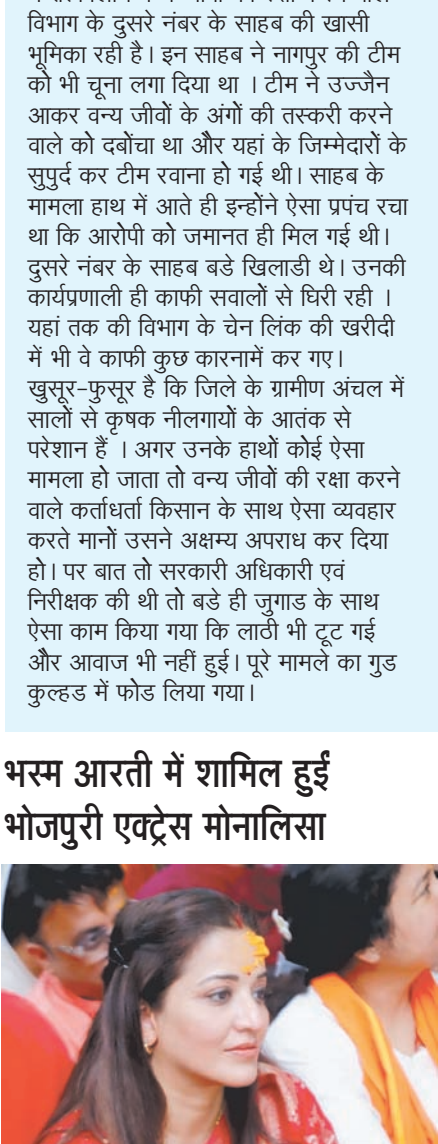 विभाग के दुसरे नंबर के साहब की खासी
भूमिका रही है। इन साहब ने नागपुर की टीम
को भी चूना लगा दिया था । टीम ने उज्जैन
आकर वन्य जीवों के अंगों की तस्करी करने
वाले को दबोंचा था और यहां के जिम्मेदारों के
सुपुर्द कर टीम रवाना हो गई थी। साहब के
मामला हाथ में आते ही इन्होंने ऐसा प्रपंच रचा
था कि आरोपी को जमानत ही मिल गई थी।
दुसरे नंबर के साहब बडे खिलाडी थे। उनकी
कार्यप्रणाली ही काफी सवालों से घिरी रही ।
यहां तक की विभाग के चेन लिंक की खरीदी
में भी वे काफी कुछ कारनामें कर गए।
खुसूर-फुसूर है कि जिले के ग्रामीण अंचल में
सालों से कृषक नीलगायों के आतंक से
परेशान हैं । अगर उनके हाथों कोई ऐसा
मामला हो जाता तो वन्य जीवों की रक्षा करने
वाले कर्ताधर्ता किसान के साथ ऐसा व्यवहार
करते मानों उसने अक्षम्य अपराध कर दिया
हो। पर बात तो सरकारी अधिकारी एवं
निरीक्षक की थी तो बडे ही जुगाड के साथ
ऐसा काम किया गया कि लाठी भी टूट गई
और आवाज भी नहीं हुई। पूरे मामले का गुड
कुल्हड में फोड लिया गया।
भस्म आरती में शामिल हुईं
भोजपुरी एक्ट्रेस मोनालिसा